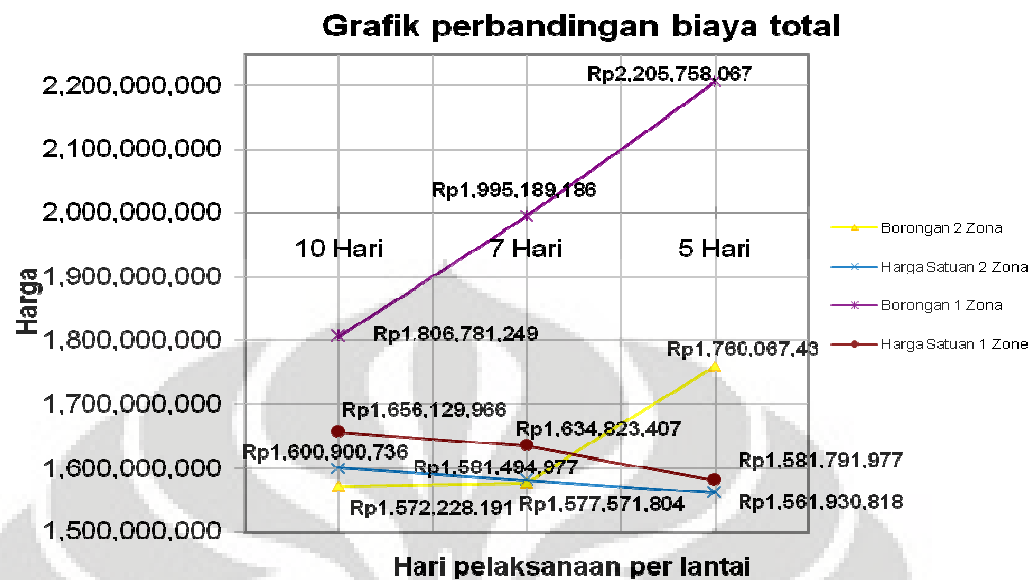 Grafik perbandingan biaya total
Harga
2,200,000,000
2,100,000,000
2,000,000,000
1,900,000,000
1,800,000,000
1,700,000,000
1,600,000,000
1,500,000,000
Rp2,205,758,067
Rp1,995,189,186
10 Hari
7 Hari
5 Hari
Rp1,806,781,249
Rp1,760,067,43
Rp1,656,129,966
Rp1,634,823,407
Rp1,600,900,736
Rp1,581,494,977
Rp1,581,791,977
Rp1,572,228,191
Rp1,577,571,804
Rp1,561,930,818
Hari pelaksanaan per lantai
Borongan 2 Zona
Harga Satuan 2 Zona
Borongan 1 Zona
Harga Satuan 1 Zone